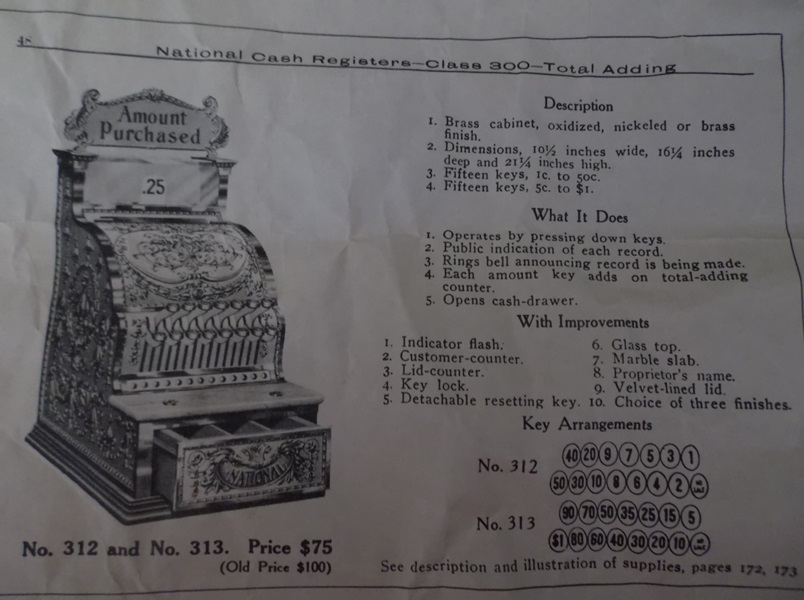 48
National Cash Registers—Class 300—Total Adding
Amount
Purchased
.25
NATIONAL
No. 312 and No. 313. Price $75
(Old Price $100)
Description
1. Brass cabinet, oxidized, nickeled or brass
finish.
2. Dimensions, 10½ inches wide, 16¼ inches
deep and 21¼ inches high.
3. Fifteen keys, 1c. to 50c.
4. Fifteen keys, 5c. to $1.
What It Does
1. Operates by pressing down keys.
2. Public indication of each record.
3. Rings bell announcing record is being made.
4. Each amount key adds on total-adding
counter.
5. Opens cash-drawer.
With Improvements
1. Indicator flash.
2. Customer-counter.
3. Lid-counter.
4. Key lock.
5. Detachable resetting key.
6. Glass top.
7. Marble slab.
8. Proprietor's name.
9. Velvet-lined lid.
10. Choice of three finishes.
Key Arrangements
No. 312
40 20 9 7 5 3 1
50 30 10 8 6 4 2 NO SALE
No. 313
90 70 50 35 25 15 5
$1 80 60 40 30 20 10
See description and illustration of supplies, pages 172, 173